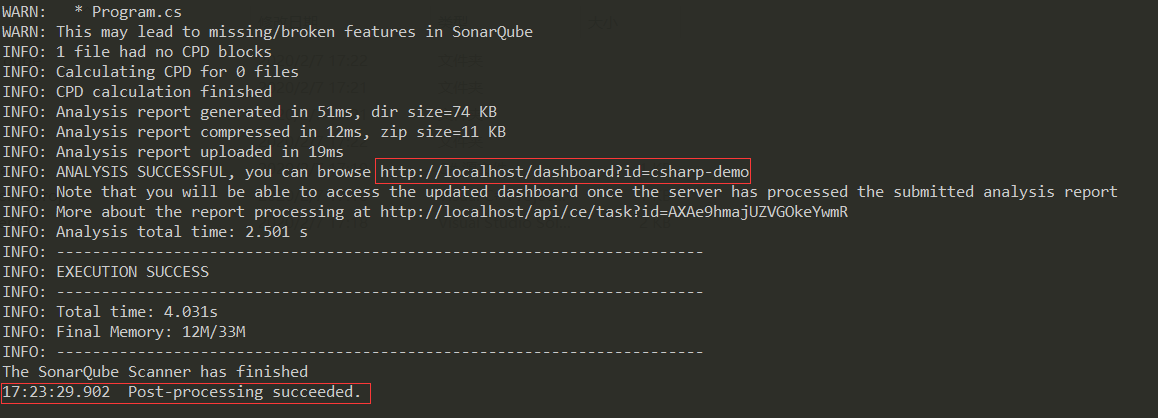 WARN:   * Program.cs
WARN: This may lead to missing/broken features in SonarQube
INFO: 1 file had no CPD blocks
INFO: Calculating CPD for 0 files
INFO: CPD calculation finished
INFO: Analysis report generated in 51ms, dir size=74 KB
INFO: Analysis report compressed in 12ms, zip size=11 KB
INFO: Analysis report uploaded in 19ms
INFO: ANALYSIS SUCCESSFUL, you can browse http://localhost/dashboard?id=csharp-demo
INFO: Note that you will be able to access the updated dashboard once the server has processed the submitted analysis report
INFO: More about the report processing at http://localhost/api/ce/task?id=AXAe9hmajUZVGOkeYwmR
INFO: Analysis total time: 2.501 s
INFO: ------------------------------------------------------------------------
INFO: EXECUTION SUCCESS
INFO: ------------------------------------------------------------------------
INFO: Total time: 4.031s
INFO: Final Memory: 12M/33M
INFO: ------------------------------------------------------------------------
The SonarQube Scanner has finished
17:23:29.902  Post-processing succeeded.